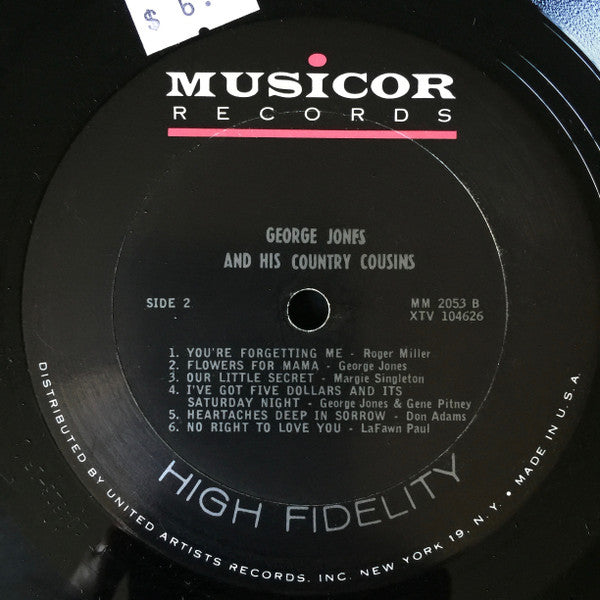 $ 6.
MUSICOR
RECORDS
GEORGE JONES
AND HIS COUNTRY COUSINS
SIDE 2
MM 2053 B
XTV 104626
1. YOU'RE FORGETTING ME - Roger Miller
2. FLOWERS FOR MAMA - George Jones
3. OUR LITTLE SECRET - Margie Singleton
4. I'VE GOT FIVE DOLLARS AND ITS
SATURDAY NIGHT - George Jones & Gene Pitney
5. HEARTACHES DEEP IN SORROW - Don Adams
6. NO RIGHT TO LOVE YOU - LaFawn Paul
HIGH FIDELITY
DISTRIBUTED BY UNITED ARTISTS RECORDS, INC. NEW YORK 19, N.Y. • MADE IN U.S.A.